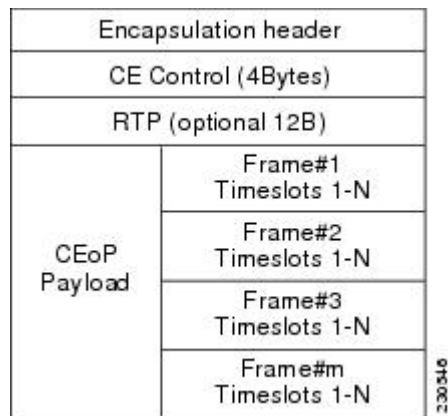 Encapsulation header
CE Control (4Bytes)
RTP (optional 12B)
CEoP
Payload
Frame#1
Timeslots 1-N
Frame#2
Timeslots 1-N
Frame#3
Timeslots 1-N
Frame#m
Timeslots 1-N